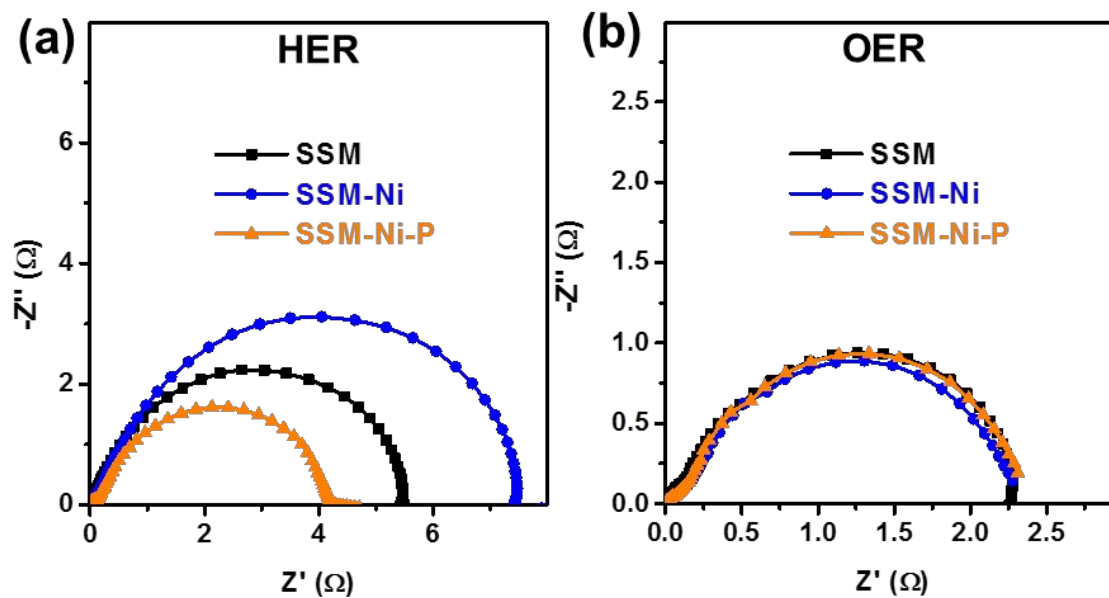 (a)
HER
SSM
SSM-Ni
SSM-Ni-P
-Z'' (Ω)
6
4
2
0
0
2
4
6
Z' (Ω)
(b)
OER
SSM
SSM-Ni
SSM-Ni-P
-Z'' (Ω)
2.5
2.0
1.5
1.0
0.5
0.0
0.0
0.5
1.0
1.5
2.0
2.5
Z' (Ω)